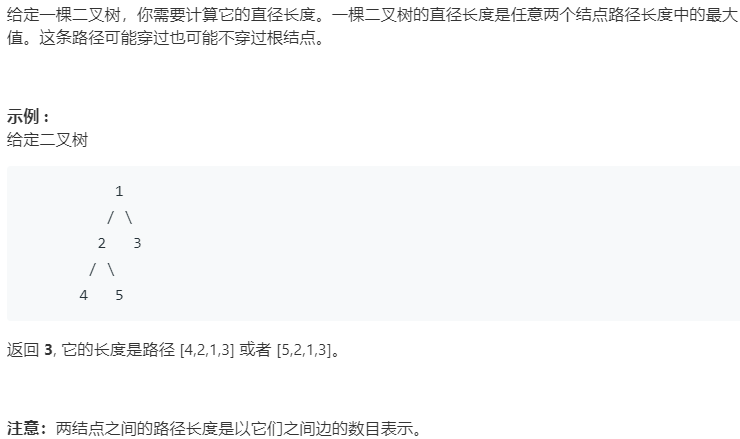 给定一棵二叉树，你需要计算它的直径长度。一棵二叉树的直径长度是任意两个结点路径长度中的最大
值。这条路径可能穿过也可能不穿过根结点。
示例 :
给定二叉树
1
/ \
2 3
/ \
4 5
返回 3, 它的长度是路径 [4,2,1,3] 或者 [5,2,1,3]。
注意：两结点之间的路径长度是以它们之间边的数目表示。